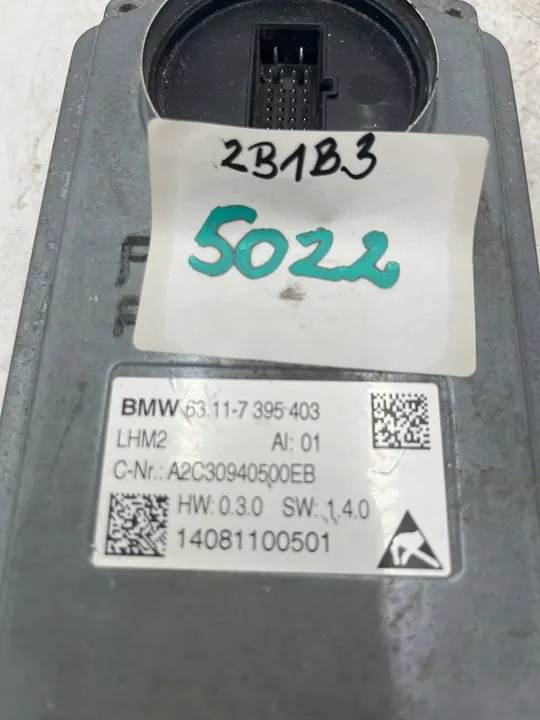 2B1B3
5022
BMW 63.11-7 395 403
LHM2 AI: 01
C-Nr.: A2C30940500EB
HW: 0.3.0 SW: 1.4.0
14081100501